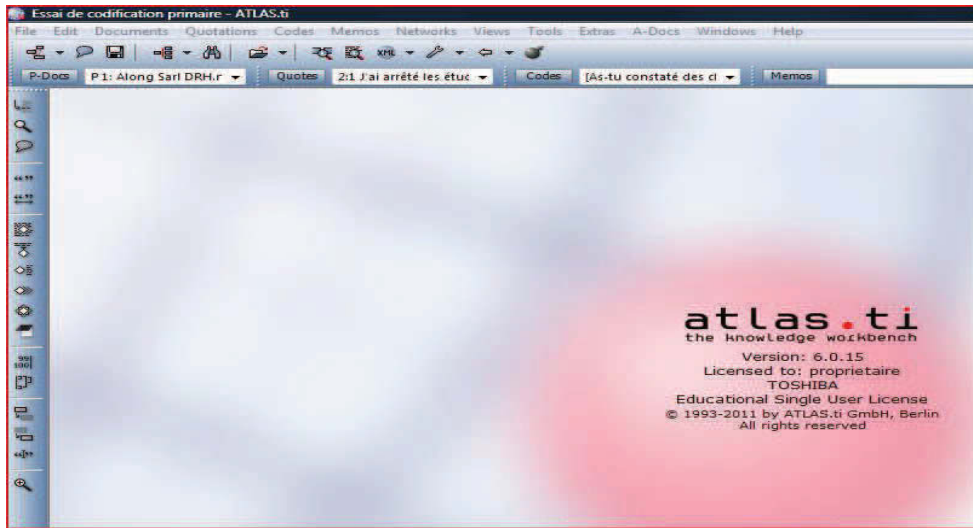 Essai de codification primaire - ATLAS.ti
File Edit Documents Quotations Codes Memos Networks Views Tools Extras A-Docs Windows Help
P-Docs P1: Along Sarl DRH.r Quotes 2:1 J'ai arrêté les étuc Codes [As-tu constaté des cl Memos
atlas.ti
the knowledge workbench
Version: 6.0.15
Licensed to: proprietaire
TOSHIBA
Educational Single User License
© 1993-2011 by ATLAS.ti GmbH, Berlin
All rights reserved